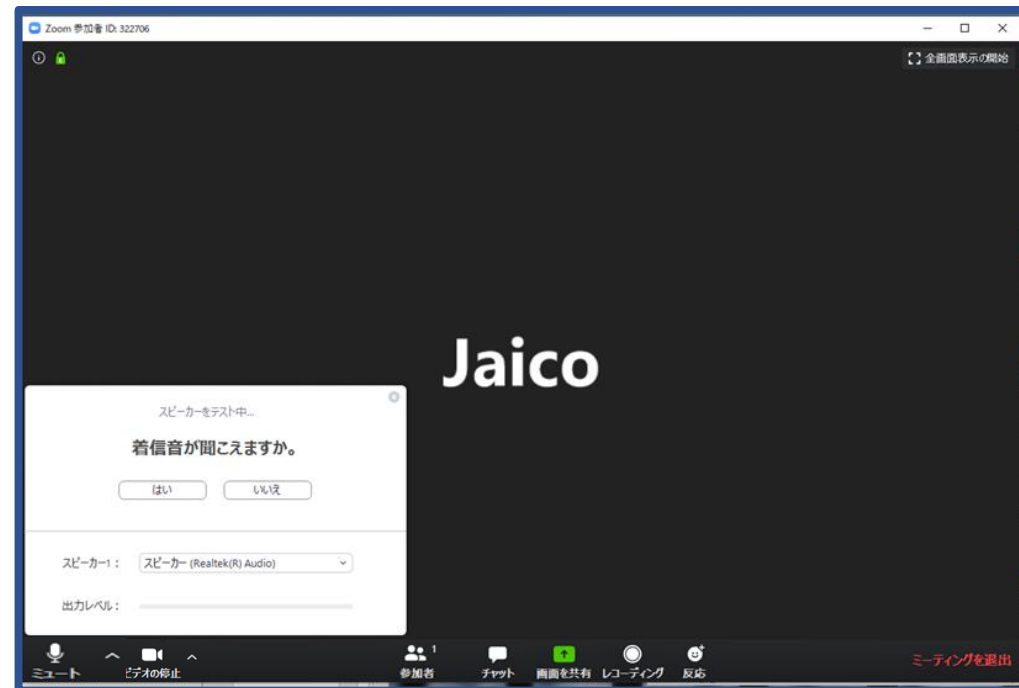 Zoom 参加者 ID: 322706
全画面表示の開始
Jaico
スピーカーをテスト中...
着信音が聞こえますか。
はい いいえ
スピーカー1： スピーカー (Realtek(R) Audio)
出力レベル：
1
ミュート ビデオの停止 参加者 チャット 画面を共有 レコーディング 反応 ミーティングを退出